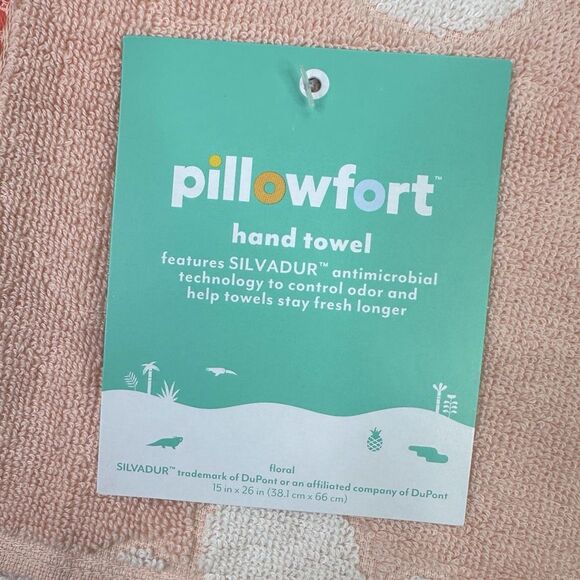 pillowfort™
hand towel
features SILVADUR™ antimicrobial
technology to control odor and
help towels stay fresh longer
floral
SILVADUR™ trademark of DuPont or an affiliated company of DuPont
15 in x 26 in (38.1 cm x 66 cm)